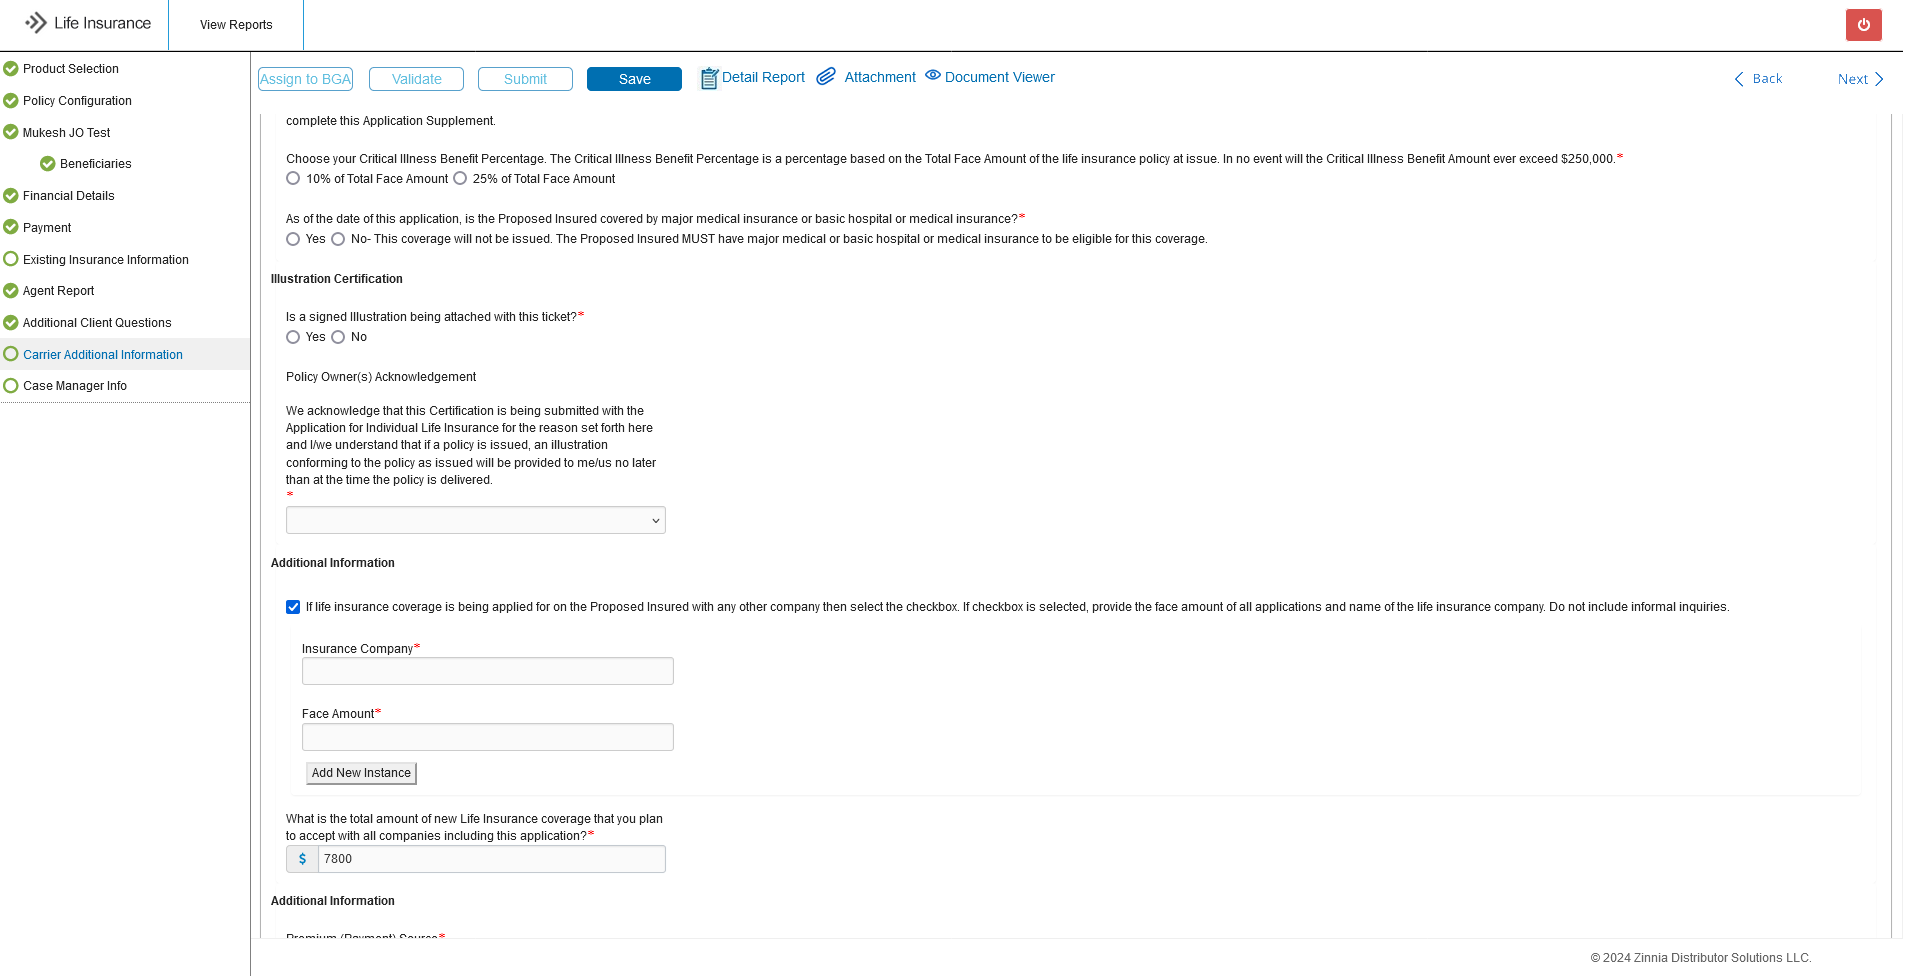 Life Insurance
View Reports
Product Selection
Policy Configuration
Mukesh JO Test
Beneficiaries
Financial Details
Payment
Existing Insurance Information
Agent Report
Additional Client Questions
Carrier Additional Information
Case Manager Info
Assign to BGA
Validate
Submit
Save
Detail Report
Attachment
Document Viewer
Back
Next
complete this Application Supplement.
Choose your Critical Illness Benefit Percentage. The Critical Illness Benefit Percentage is a percentage based on the Total Face Amount of the life insurance policy at issue. In no event will the Critical Illness Benefit Amount ever exceed $250,000.*
10% of Total Face Amount 25% of Total Face Amount
As of the date of this application, is the Proposed Insured covered by major medical insurance or basic hospital or medical insurance?*
Yes No- This coverage will not be issued. The Proposed Insured MUST have major medical or basic hospital or medical insurance to be eligible for this coverage.
Illustration Certification
Is a signed Illustration being attached with this ticket?*
Yes No
Policy Owner(s) Acknowledgement
We acknowledge that this Certification is being submitted with the
Application for Individual Life Insurance for the reason set forth here
and I/we understand that if a policy is issued, an illustration
conforming to the policy as issued will be provided to me/us no later
than at the time the policy is delivered.
*
Additional Information
If life insurance coverage is being applied for on the Proposed Insured with any other company then select the checkbox. If checkbox is selected, provide the face amount of all applications and name of the life insurance company. Do not include informal inquiries.
Insurance Company*
Face Amount*
Add New Instance
What is the total amount of new Life Insurance coverage that you plan
to accept with all companies including this application?*
$ 7800
Additional Information
Premium (Payment) Source*
© 2024 Zinnia Distributor Solutions LLC.